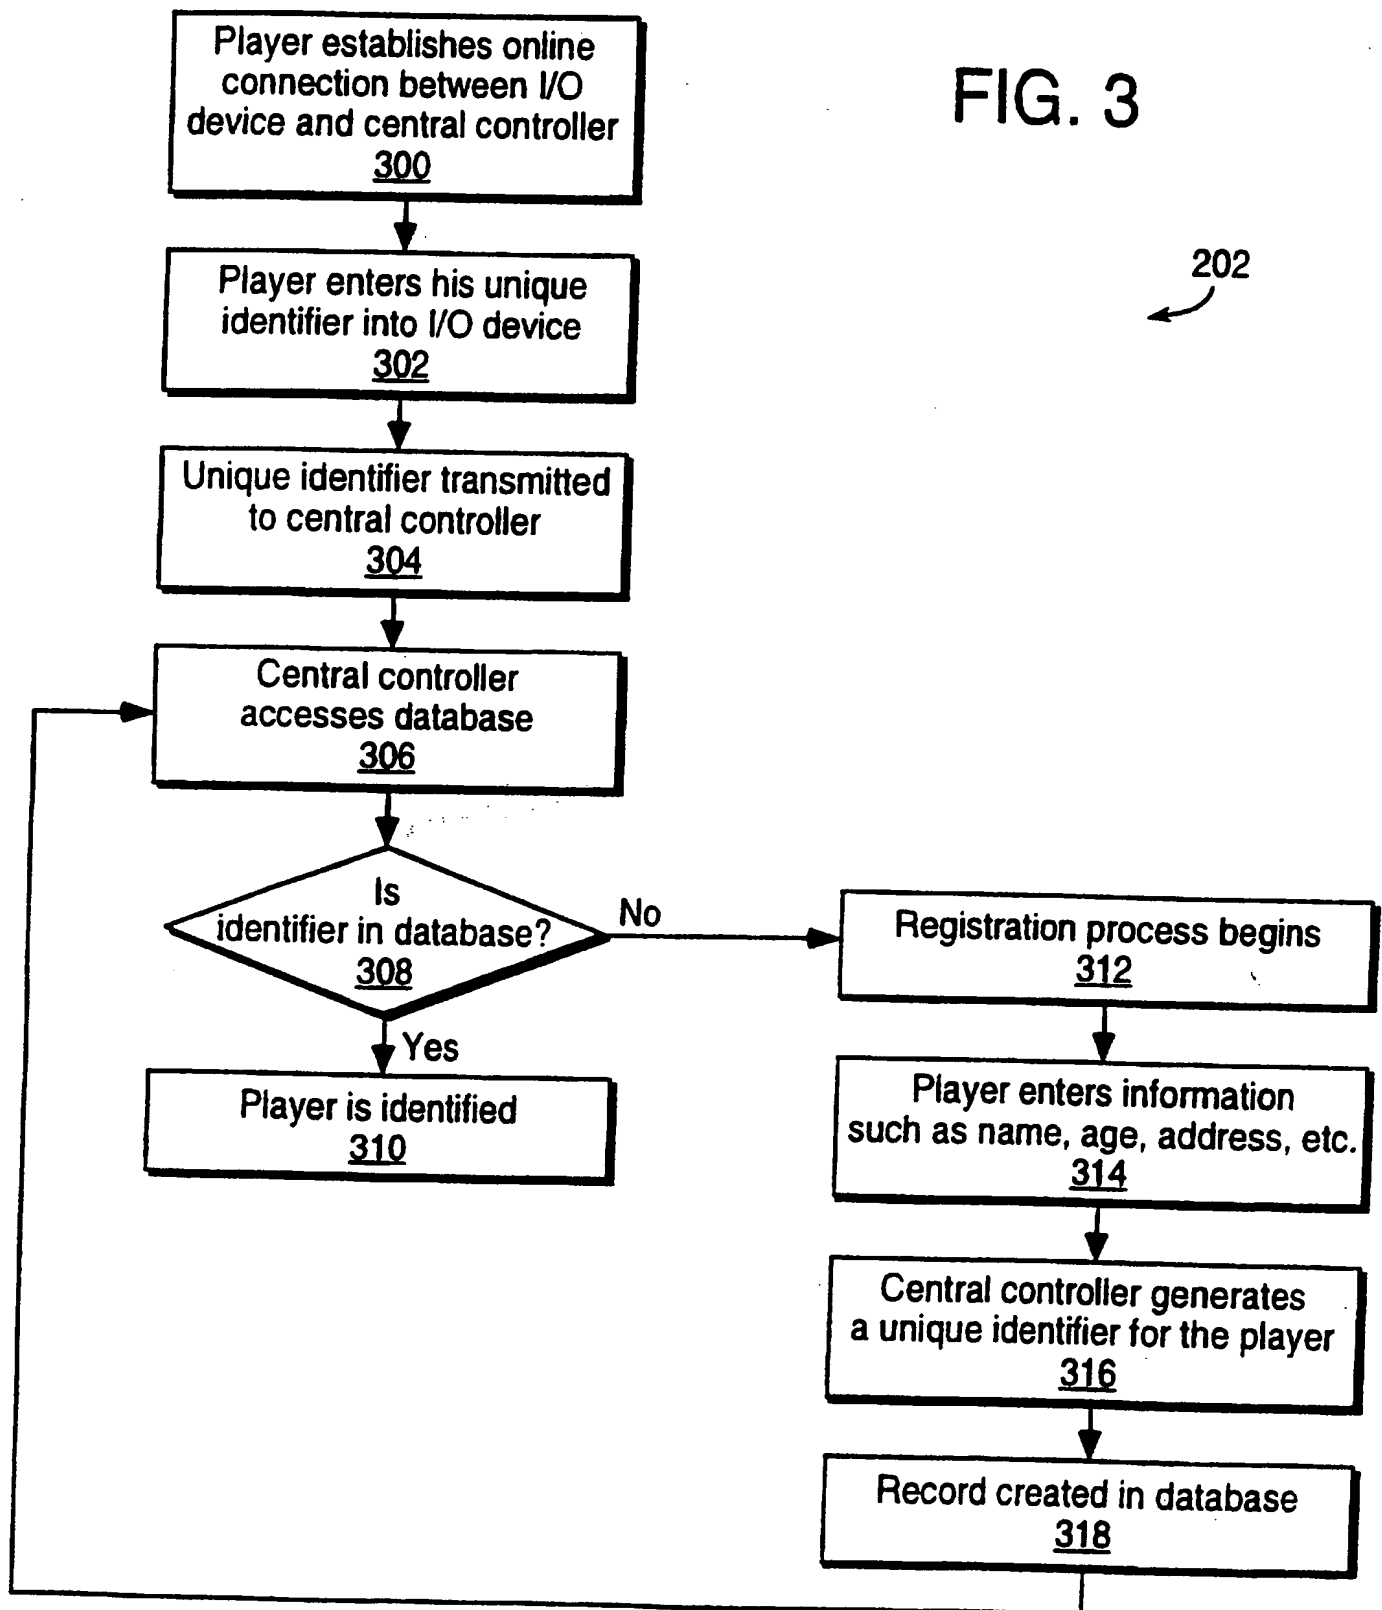 FIG. 3
202
Player establishes online
connection between I/O
device and central controller
300
Player enters his unique
identifier into I/O device
302
Unique identifier transmitted
to central controller
304
Central controller
accesses database
306
Is
identifier in database?
308
No
Yes
Player is identified
310
Registration process begins
312
Player enters information
such as name, age, address, etc.
314
Central controller generates
a unique identifier for the player
316
Record created in database
318